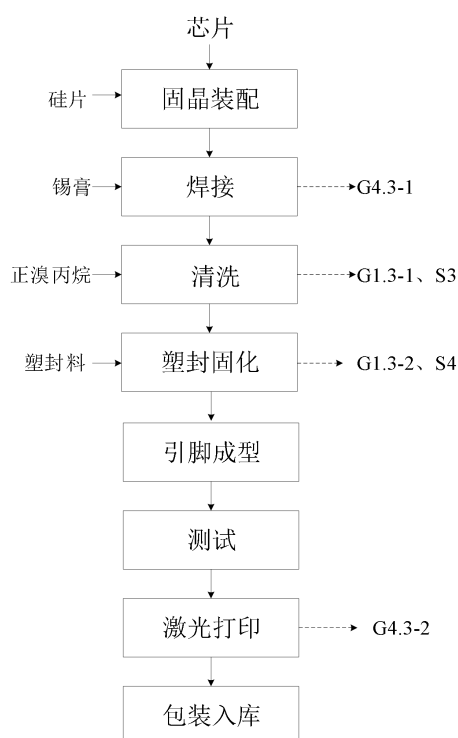 芯片
硅片
固晶装配
锡膏
焊接
G4.3-1
正溴丙烷
清洗
G1.3-1、S3
塑封料
塑封固化
G1.3-2、S4
引脚成型
测试
激光打印
G4.3-2
包装入库